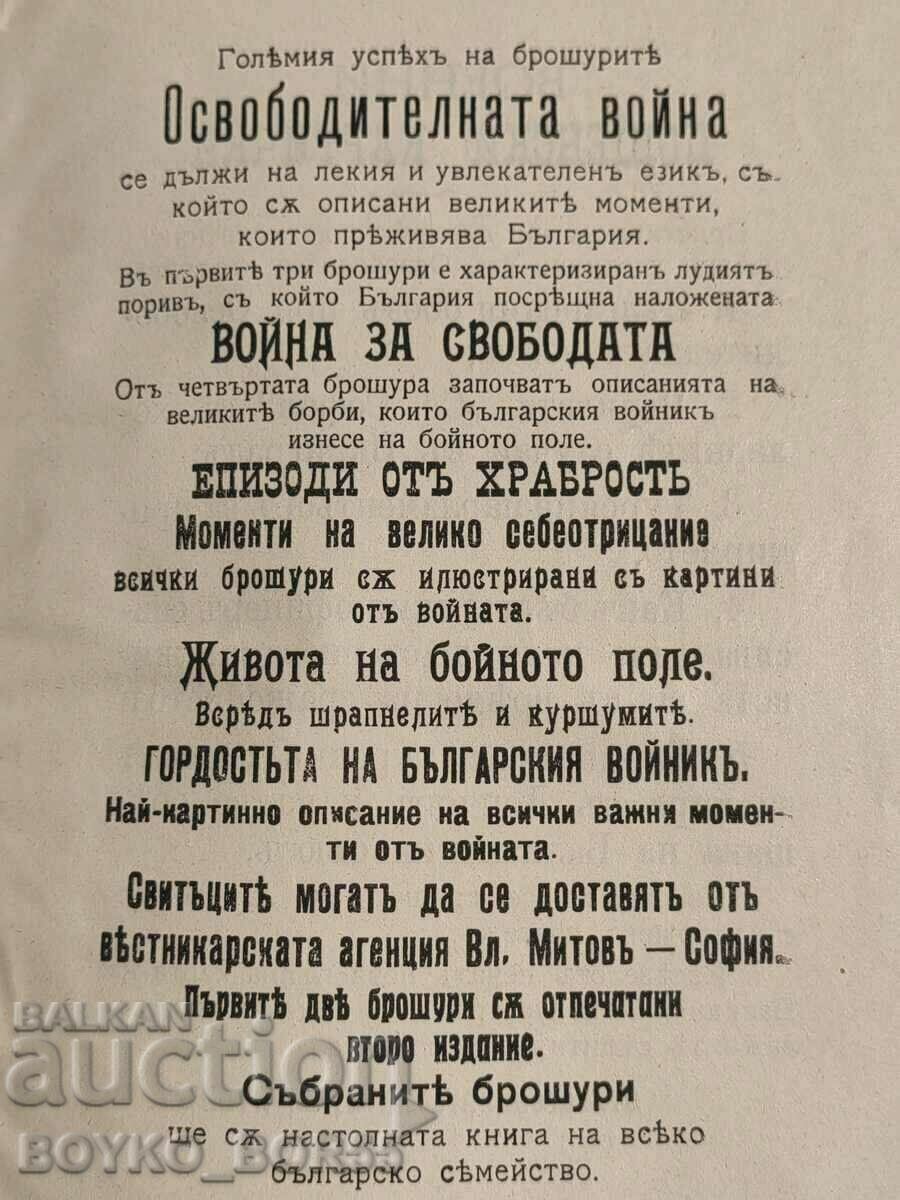 Голѣмия успѣхъ на брошуритѣ
Освободителната война
се дължи на лекия и увлекателенъ езикъ, съ
който сѫ описани великитѣ моменти,
които прѣживява България.
Въ първитѣ три брошури е характеризиранъ лудиятъ
поривъ, съ който България посрѣщна наложената
ВОЙНА ЗА СВОБОДАТА
Отъ четвъртата брошура започватъ описанията на
великитѣ борби, които българския войникъ
изнесе на бойното поле.
ЕПИЗОДИ ОТЪ ХРАБРОСТЬ
Моменти на велико себеотрицание
всички брошури сѫ илюстрирани съ картини
отъ войната.
Живота на бойното поле.
Всрѣдъ шрапнелитѣ и куршумитѣ.
ГОРДОСТЬТА НА БЪЛГАРСКИЯ ВОЙНИКЪ.
Най-картинно описание на всички важни момен-
ти отъ войната.
Свитъцитѣ могатъ да се доставятъ отъ
вѣстникарската агенция Вл. Митовъ — София.
Първитѣ двѣ брошури сѫ отпечатани
второ издание.
Събранитѣ брошури
ще сѫ настолната книга на всѣко
българско сѣмейство.
BALKAN
auction
BOYKO_BOR55